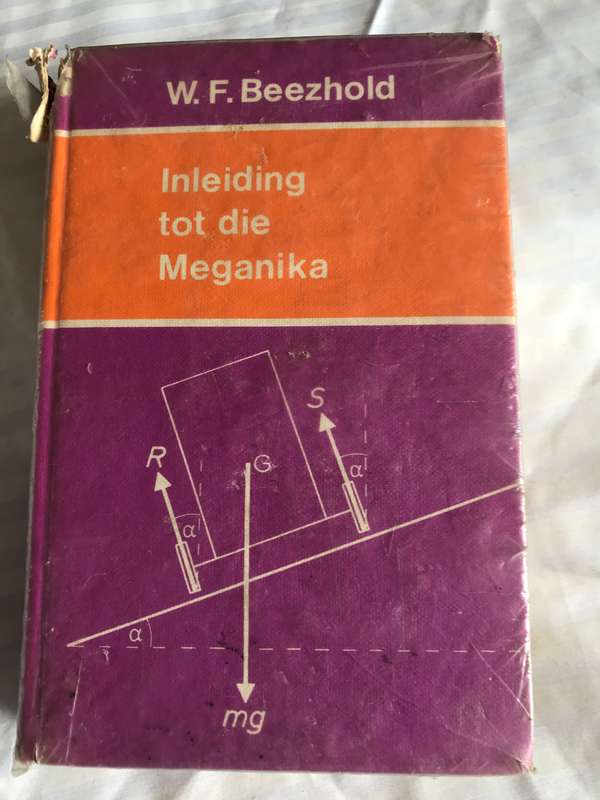 W. F. Beezhold
Inleiding
tot die
Meganika
S
R
G
α
α
α
mg